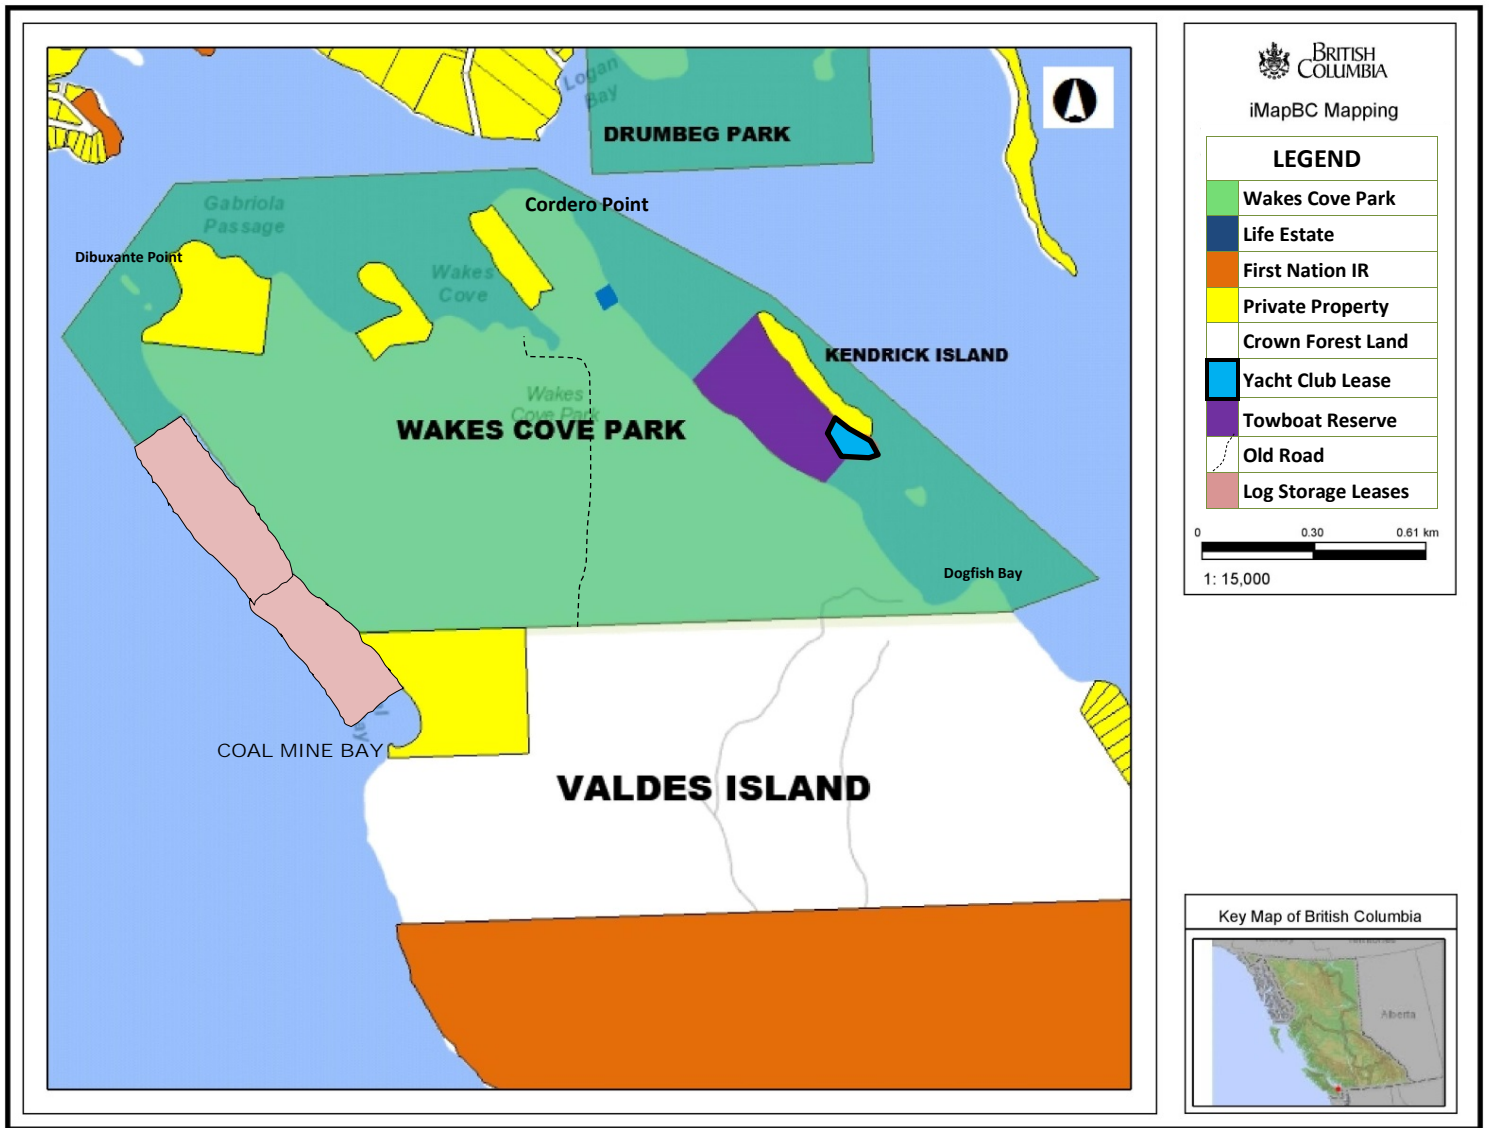 Logan
Bay
DRUMBEG PARK
Gabriola
Passage
Cordero Point
Dibuxante Point
Wakes
Cove
KENDRICK ISLAND
Wakes
Cove Park
WAKES COVE PARK
Dogfish Bay
COAL MINE BAY
VALDES ISLAND
BRITISH
COLUMBIA
iMapBC Mapping
LEGEND
Wakes Cove Park
Life Estate
First Nation IR
Private Property
Crown Forest Land
Yacht Club Lease
Towboat Reserve
Old Road
Log Storage Leases
0 0.30 0.61 km
1: 15,000
Key Map of British Columbia
Alberta